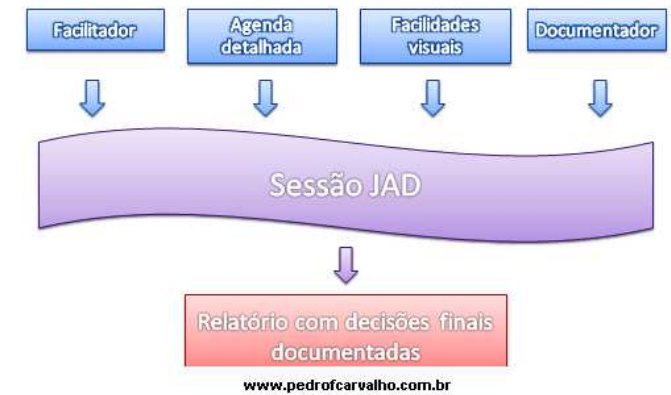 Facilitador
Agenda
detalhada
Facilidades
visuais
Documentador
Sessão JAD
Relatório com decisões finais
documentadas
www.pedrofcarvalho.com.br